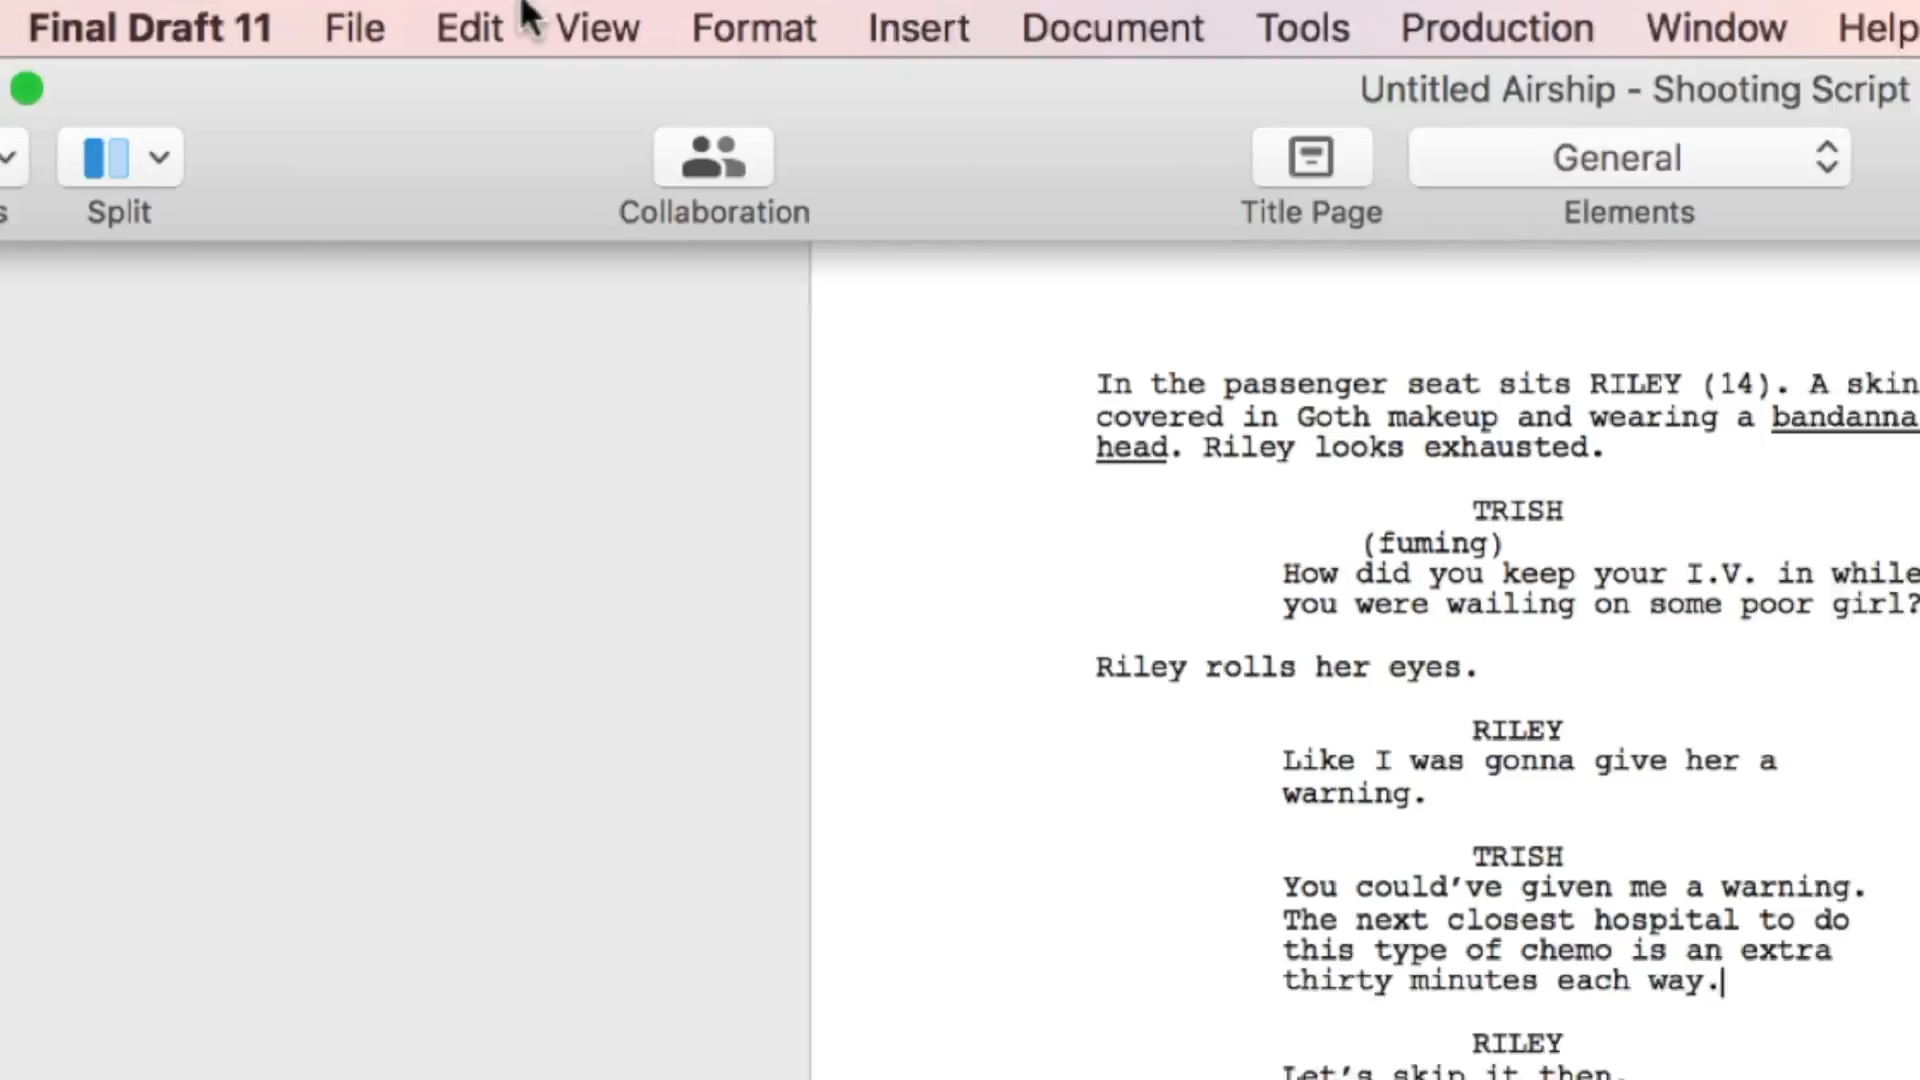 Final Draft 11 File Edit View Format Insert Document Tools Production Window Help
Untitled Airship - Shooting Script
Split Collaboration Title Page General Elements
In the passenger seat sits RILEY (14). A skin
covered in Goth makeup and wearing a bandanna
head. Riley looks exhausted.
TRISH
(fuming)
How did you keep your I.V. in while
you were wailing on some poor girl?
Riley rolls her eyes.
RILEY
Like I was gonna give her a
warning.
TRISH
You could've given me a warning.
The next closest hospital to do
this type of chemo is an extra
thirty minutes each way.
RILEY
Let's skip it then.